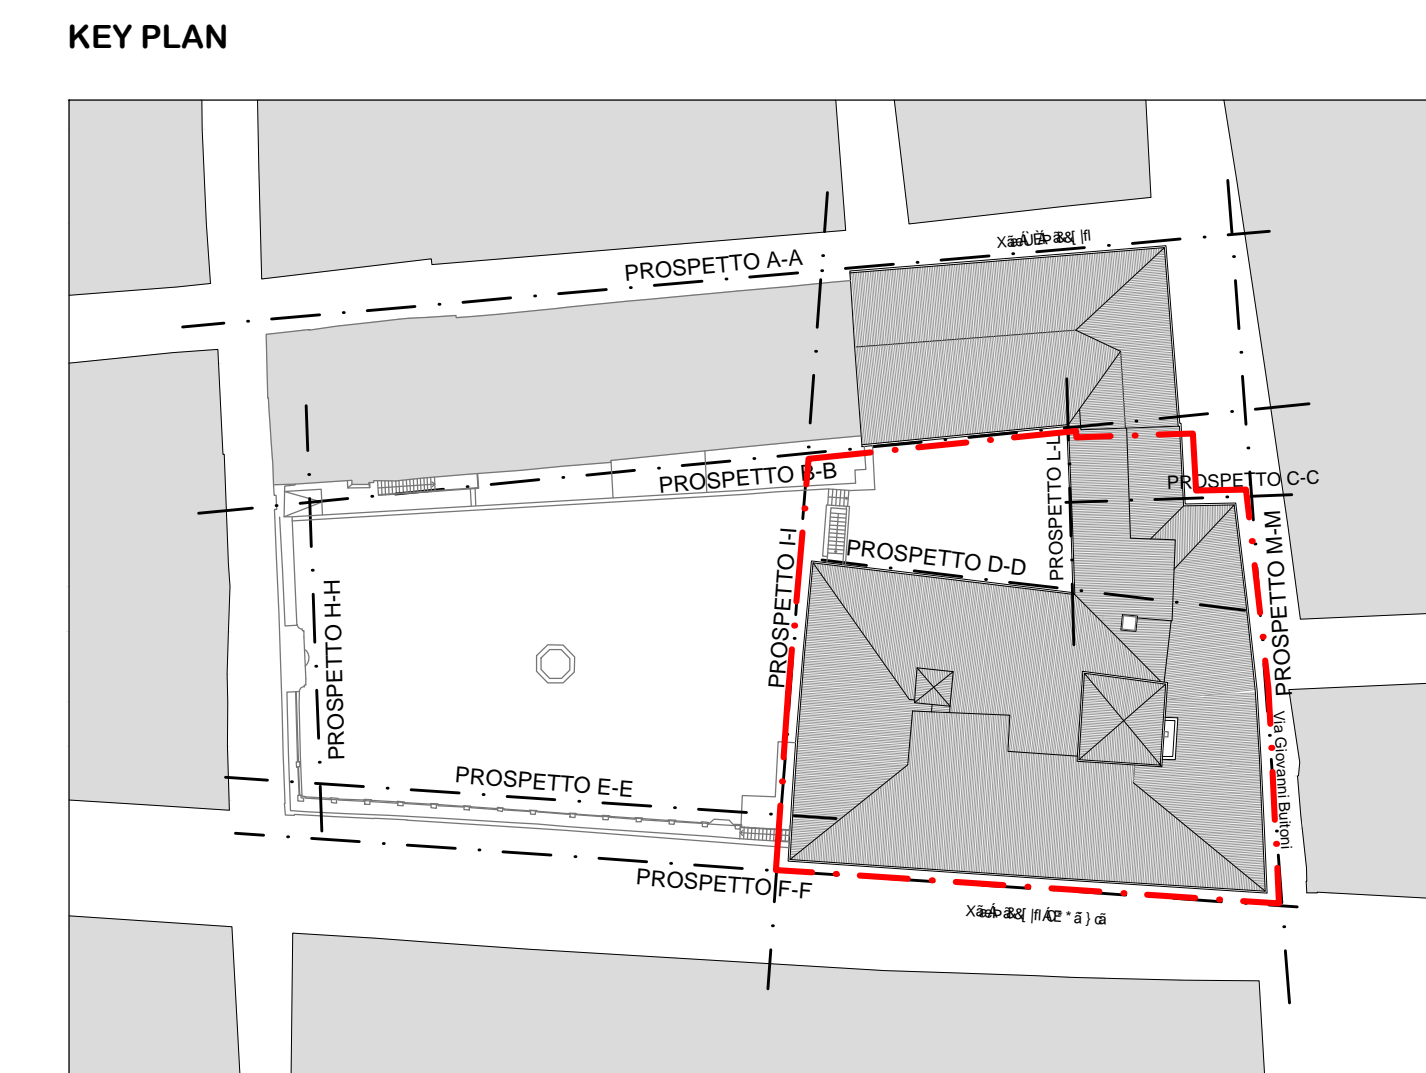 KEY PLAN
PROSPETTO A-A
PROSPETTO B-B
PROSPETTO L-L
PROSPETTO C-C
PROSPETTO I-I
PROSPETTO D-D
PROSPETTO M-M
PROSPETTO H-H
PROSPETTO E-E
Via Giovanni Buitoni
PROSPETTO F-F